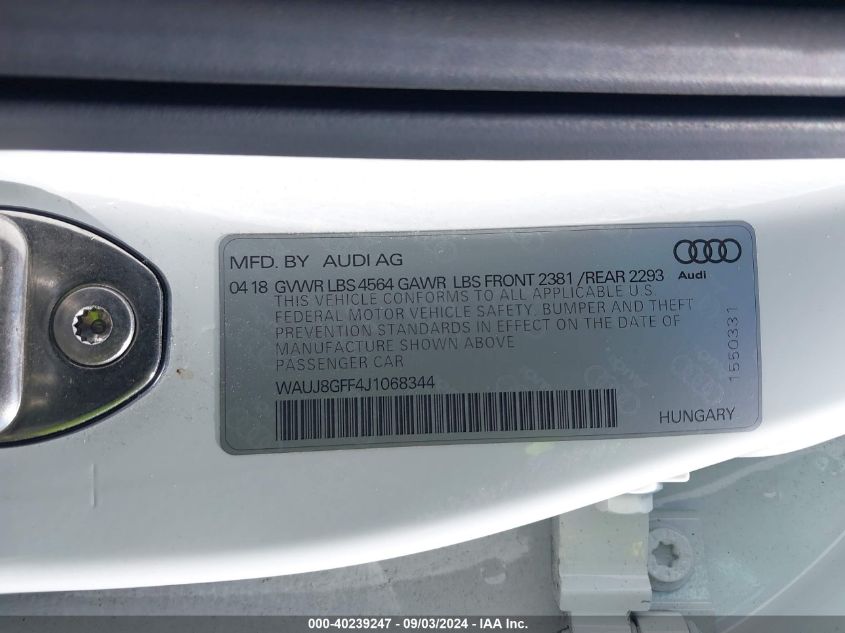 MFD. BY AUDI AG
Audi
04 18 GVWR LBS 4564 GAWR LBS FRONT 2381 /REAR 2293
THIS VEHICLE CONFORMS TO ALL APPLICABLE U.S
FEDERAL MOTOR VEHICLE SAFETY, BUMPER AND THEFT
PREVENTION STANDARDS IN EFFECT ON THE DATE OF
MANUFACTURE SHOWN ABOVE
PASSENGER CAR
WAUJ8GFF4J1068344
1550331
HUNGARY
000-40239247 - 09/03/2024 - IAA Inc.